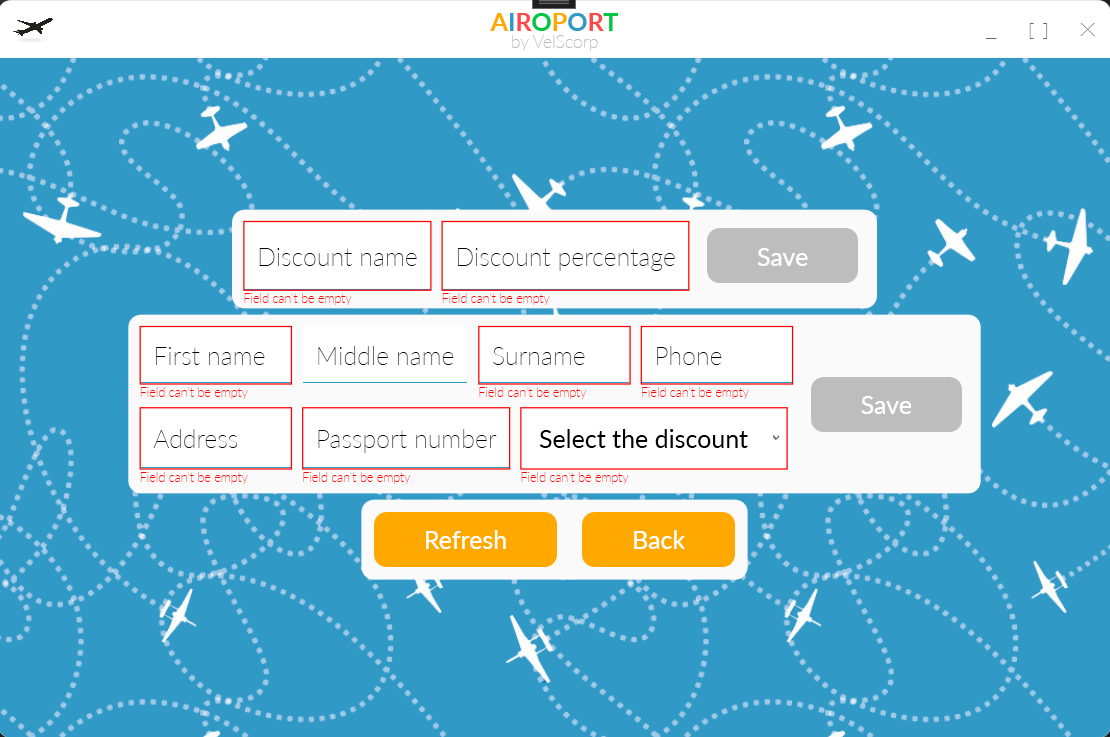 AIROPORT
by VelScorp
Discount name
Discount percentage
Save
Field can't be empty
Field can't be empty
First name
Middle name
Surname
Phone
Field can't be empty
Field can't be empty
Field can't be empty
Save
Address
Passport number
Select the discount
Field can't be empty
Field can't be empty
Field can't be empty
Refresh
Back